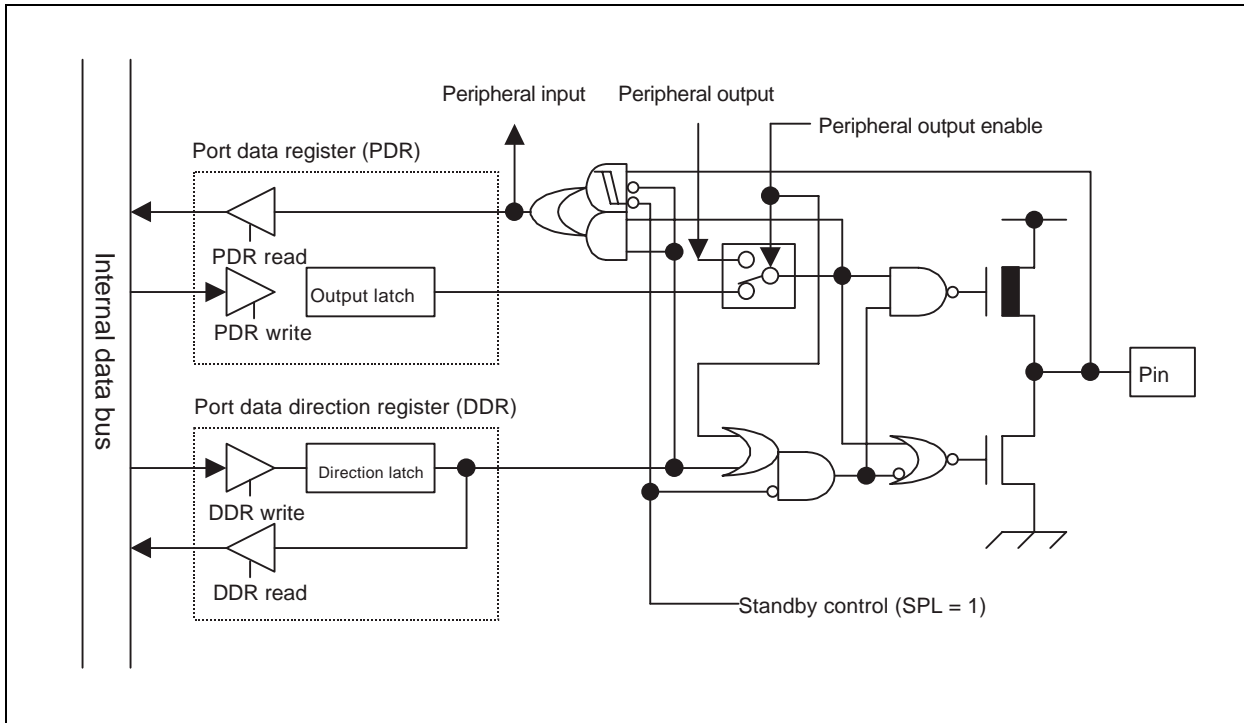 Peripheral input
Peripheral output
Peripheral output enable
Port data register (PDR)
PDR read
Output latch
PDR write
Internal data bus
Pin
Port data direction register (DDR)
Direction latch
DDR write
DDR read
Standby control (SPL = 1)